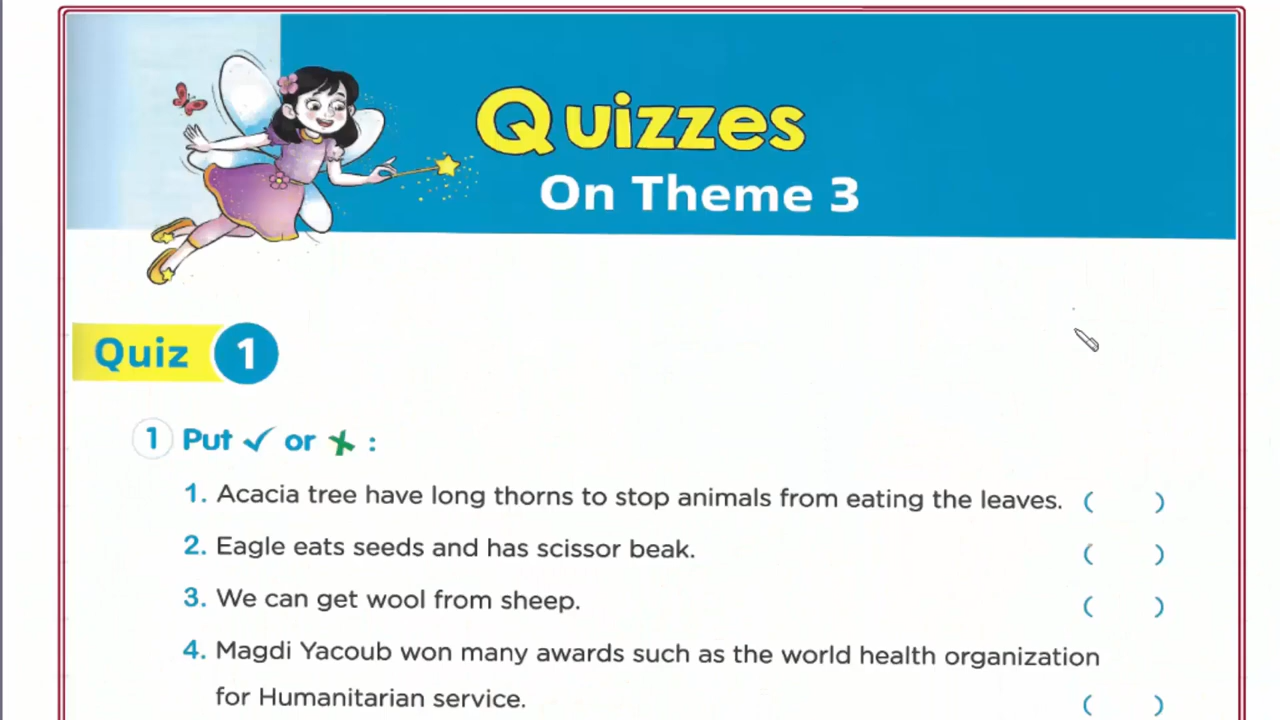 Quizzes
On Theme 3
Quiz 1
1 Put ✓ or ✗ :
1. Acacia tree have long thorns to stop animals from eating the leaves. ( )
2. Eagle eats seeds and has scissor beak. ( )
3. We can get wool from sheep. ( )
4. Magdi Yacoub won many awards such as the world health organization
for Humanitarian service. ( )